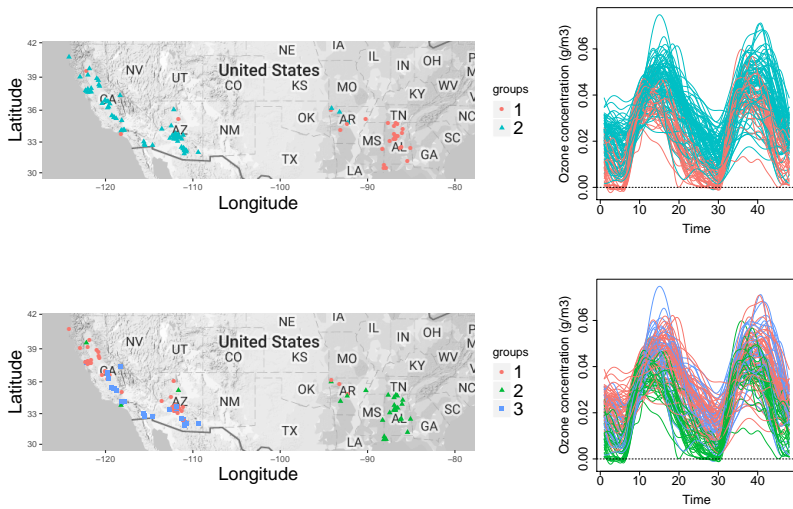 42
39
36
33
30
Latitude
NV
UT
CA
AZ
NM
CO
NE
KS
OK
TX
United States
IA
IL
IN
OH
MO
KY
WV
TN
NC
AR
MS
AL
SC
GA
LA
−120
−110
−100
−90
−80
Longitude
groups
1
2
Ozone concentration (g/m3)
0.00
0.02
0.04
0.06
0
10
20
30
40
Time
42
39
36
33
30
Latitude
NV
UT
CA
AZ
NM
CO
NE
KS
OK
TX
United States
IA
IL
IN
OH
MO
KY
WV
TN
NC
AR
MS
AL
SC
GA
LA
−120
−110
−100
−90
−80
Longitude
groups
1
2
3
Ozone concentration (g/m3)
0.00
0.02
0.04
0.06
0
10
20
30
40
Time